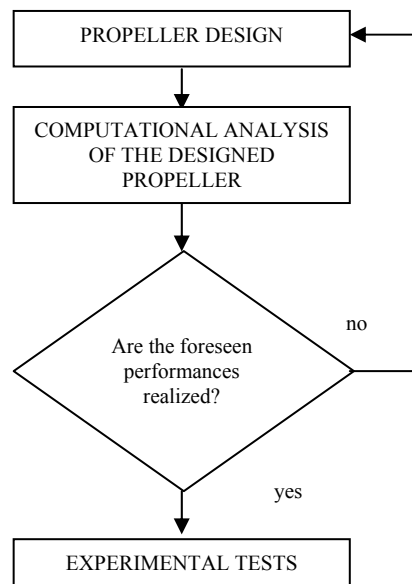 PROPELLER DESIGN
COMPUTATIONAL ANALYSIS
OF THE DESIGNED
PROPELLER
no
Are the foreseen
performances
realized?
yes
EXPERIMENTAL TESTS